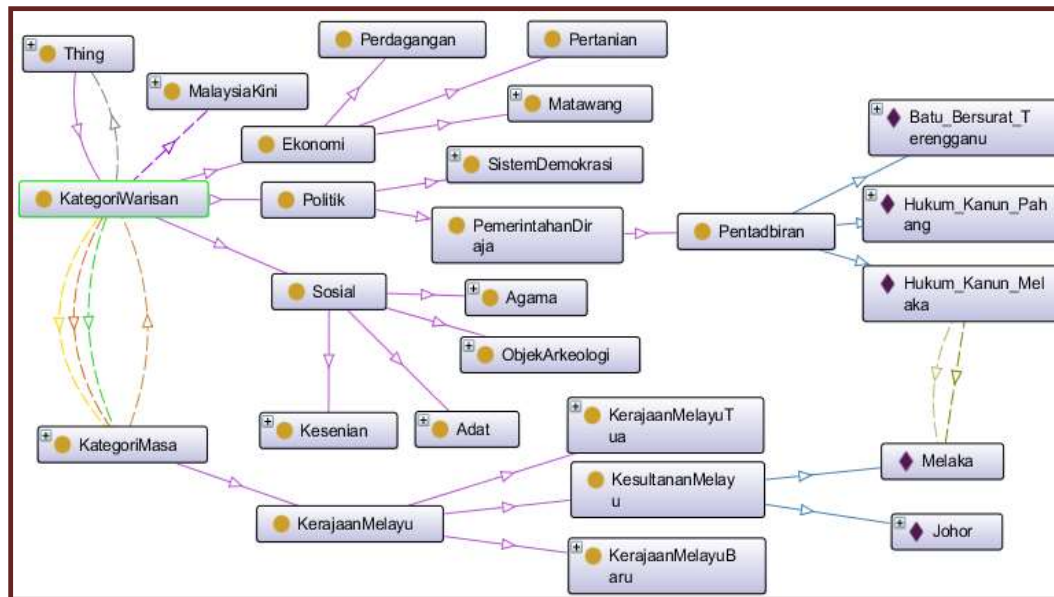 Thing
Perdagangan
Pertanian
MalaysiaKini
Matawang
Ekonomi
Batu_Bersurat_T
erengganu
SistemDemokrasi
KategoriWarisan
Politik
PemerintahanDir
aja
Pentadbiran
Hukum_Kanun_Pah
ang
Hukum_Kanun_Mel
aka
Sosial
Agama
ObjekArkeologi
Kesenian
Adat
KategoriMasa
KerajaanMelayuT
ua
KesultananMelay
u
Melaka
KerajaanMelayu
Johor
KerajaanMelayuB
aru